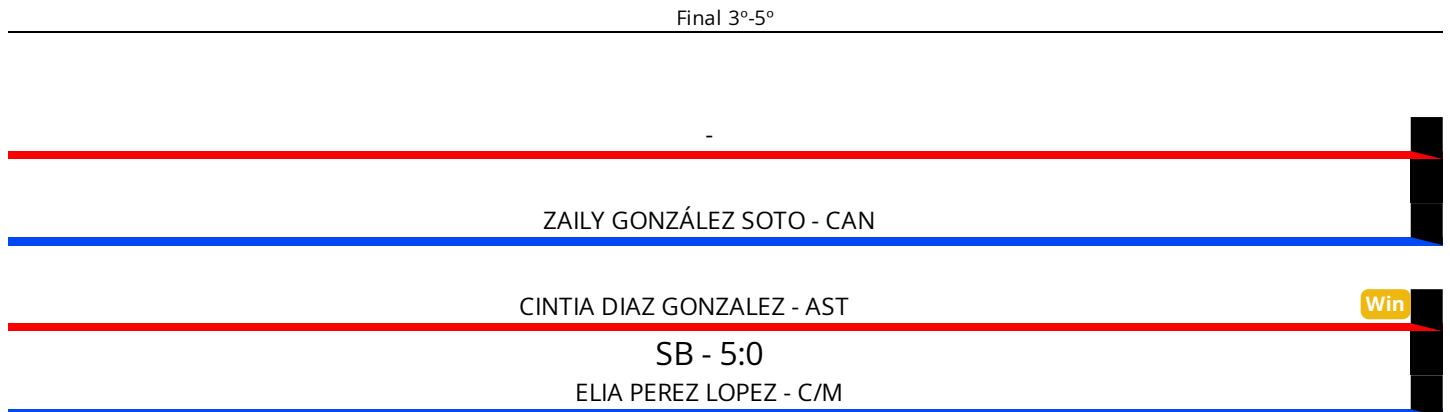 Final 3º-5º
-
ZAILY GONZÁLEZ SOTO - CAN
CINTIA DIAZ GONZALEZ - AST
Win
SB - 5:0
ELIA PEREZ LOPEZ - C/M